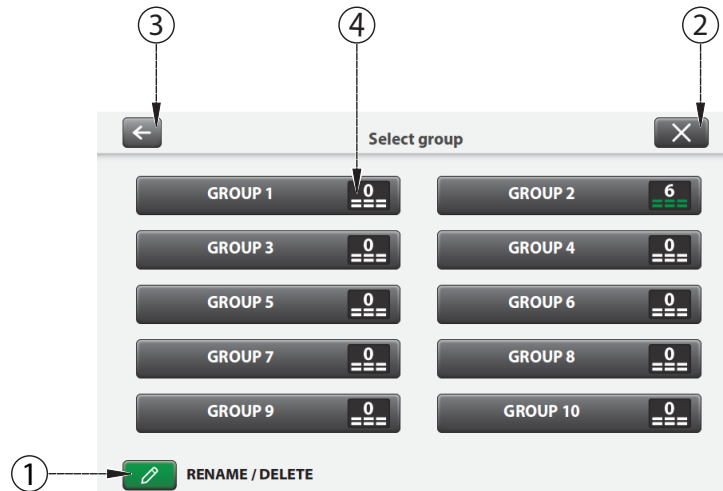 3 4 2
Select group
GROUP 1 0 GROUP 2 6
GROUP 3 0 GROUP 4 0
GROUP 5 0 GROUP 6 0
GROUP 7 0 GROUP 8 0
GROUP 9 0 GROUP 10 0
1 RENAME / DELETE